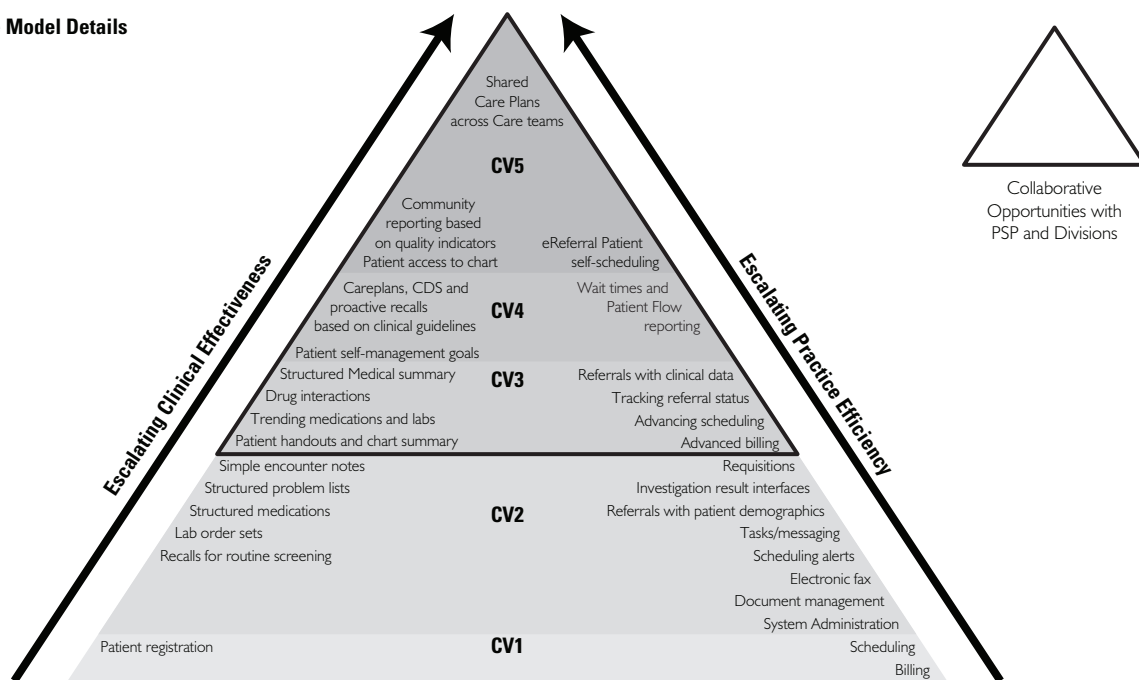 Model Details
Shared
Care Plans
across Care teams
CV5
Community
reporting based
on quality indicators
Patient access to chart
eReferral Patient
self-scheduling
Careplans, CDS and
proactive recalls
based on clinical guidelines
CV4
Wait times and
Patient Flow
reporting
Patient self-management goals
Structured Medical summary
Drug interactions
Trending medications and labs
Patient handouts and chart summary
CV3
Referrals with clinical data
Tracking referral status
Advancing scheduling
Advanced billing
Simple encounter notes
Structured problem lists
Structured medications
Lab order sets
Recalls for routine screening
CV2
Requisitions
Investigation result interfaces
Referrals with patient demographics
Tasks/messaging
Scheduling alerts
Electronic fax
Document management
System Administration
Patient registration
CV1
Scheduling
Billing
Escalating Clinical Effectiveness
Escalating Practice Efficiency
Collaborative
Opportunities with
PSP and Divisions